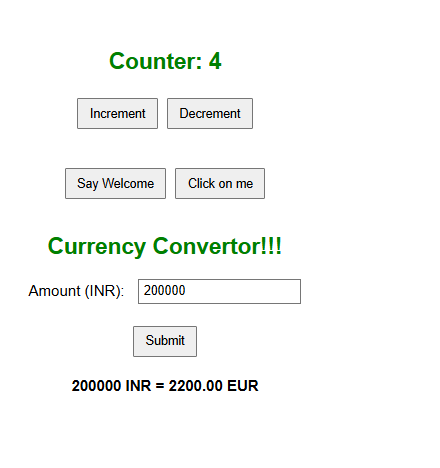 Counter: 4
Increment Decrement
Say Welcome Click on me
Currency Convertor!!!
Amount (INR): 200000
Submit
200000 INR = 2200.00 EUR